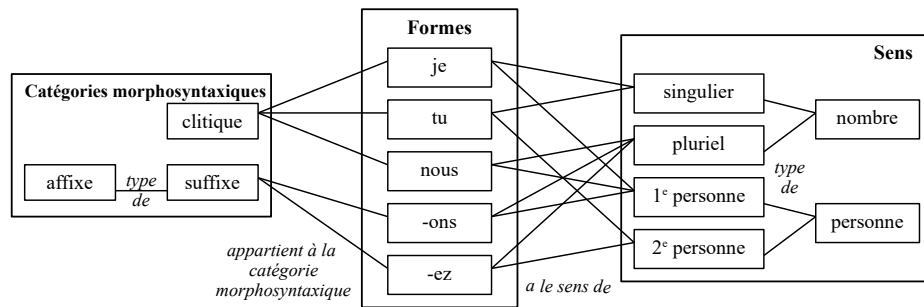 Formes
je
tu
nous
-ons
-ez
Catégories morphosyntaxiques
clitique
affixe
type
de
suffixe
appartient à la
catégorie
morphosyntaxique
a le sens de
Sens
singulier
pluriel
1e personne
2e personne
type
de
nombre
personne